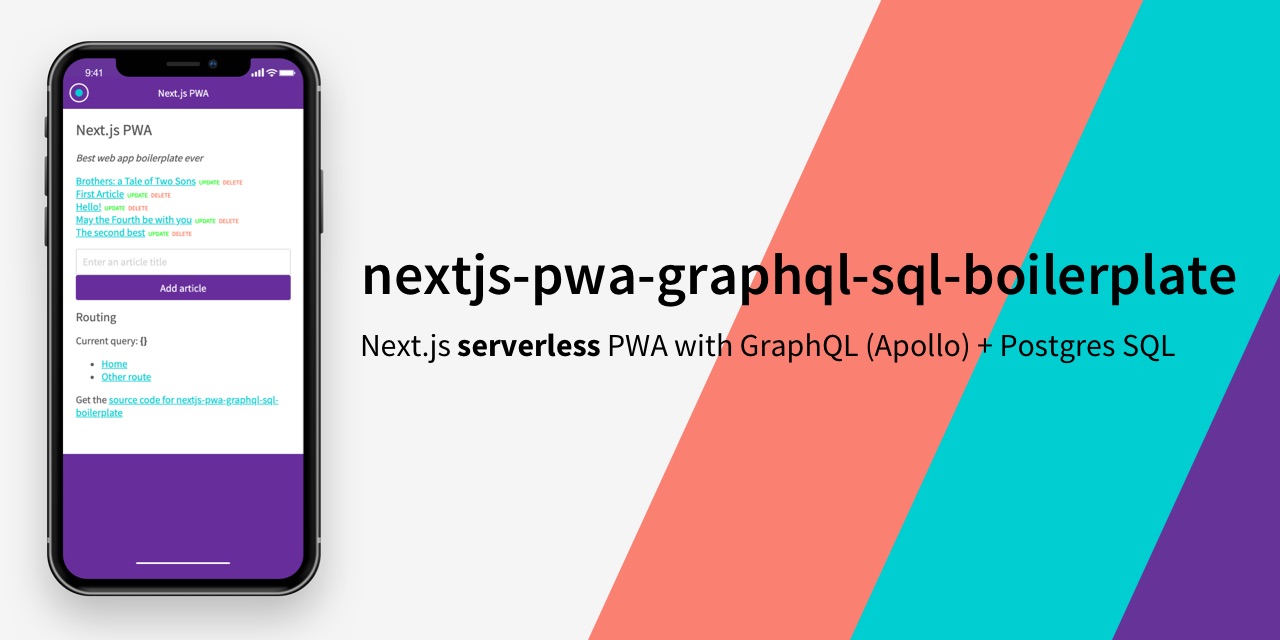 9:41
Next.js PWA
Next.js PWA
Best web app boilerplate ever
Brothers: a Tale of Two Sons UPDATE DELETE
First Article UPDATE DELETE
Hello! UPDATE DELETE
May the Fourth be with you UPDATE DELETE
The second best UPDATE DELETE
Enter an article title
Add article
Routing
Current query: {}
Home
Other route
Get the source code for nextjs-pwa-graphql-sql-
boilerplate
nextjs-pwa-graphql-sql-boilerplate
Next.js serverless PWA with GraphQL (Apollo) + Postgres SQL